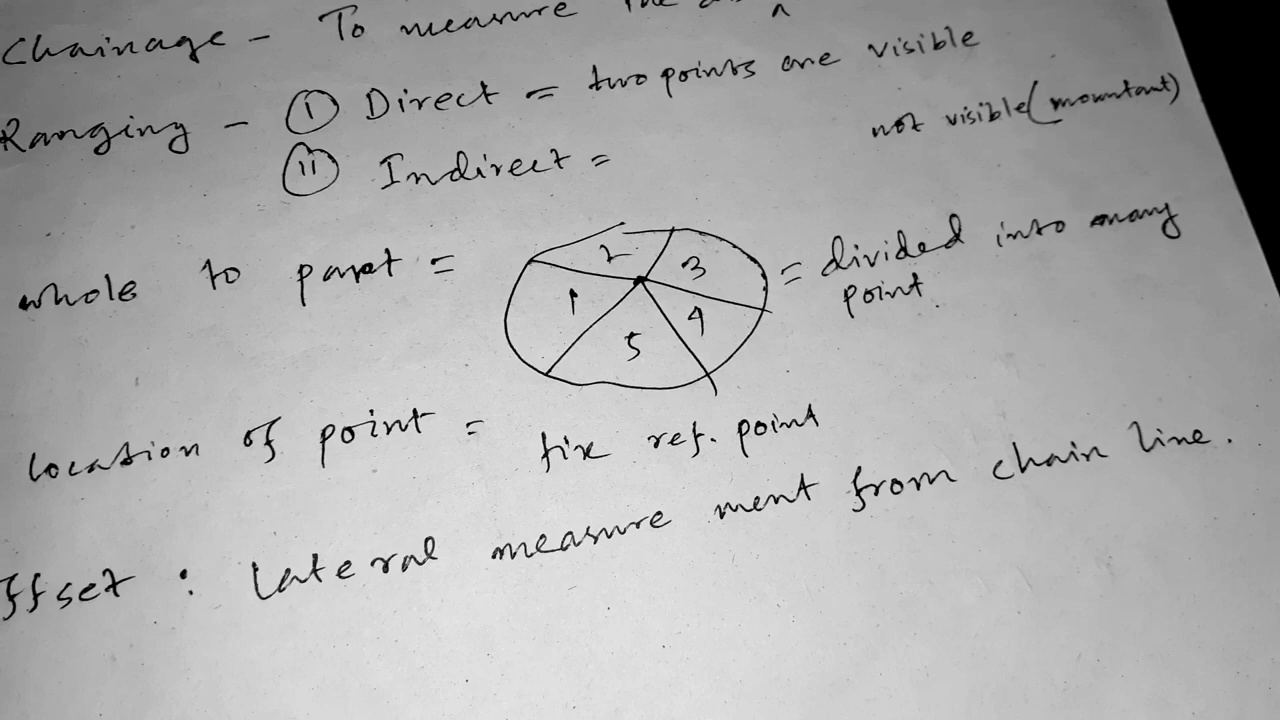 Chainage - To measure the
Ranging - (i) Direct = two points are visible
(ii) Indirect = not visible (mountant)
whole to part = 1 2 3 4 5 = divided into many
point.
location of point = fix ref. point
ffset : Lateral measure ment from chain line.